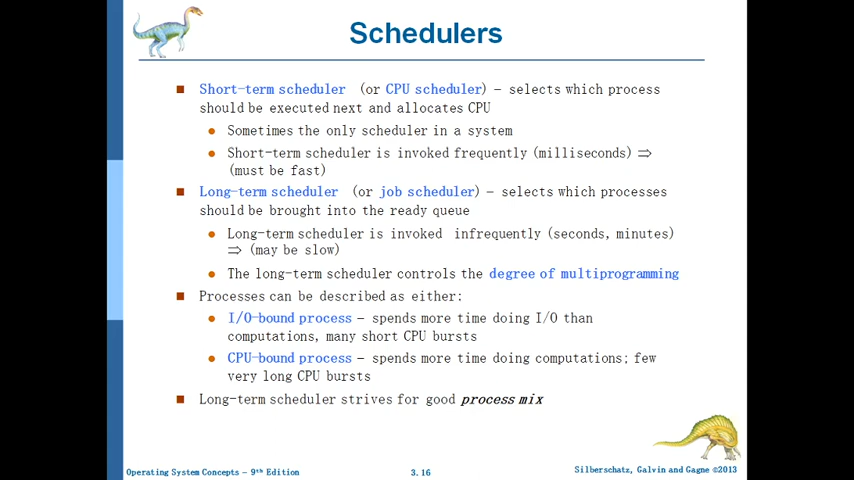 Schedulers
■ Short-term scheduler (or CPU scheduler) – selects which process
should be executed next and allocates CPU
● Sometimes the only scheduler in a system
● Short-term scheduler is invoked frequently (milliseconds) ⇒
(must be fast)
■ Long-term scheduler (or job scheduler) – selects which processes
should be brought into the ready queue
● Long-term scheduler is invoked infrequently (seconds, minutes)
⇒ (may be slow)
● The long-term scheduler controls the degree of multiprogramming
■ Processes can be described as either:
● I/O-bound process – spends more time doing I/O than
computations, many short CPU bursts
● CPU-bound process – spends more time doing computations; few
very long CPU bursts
■ Long-term scheduler strives for good process mix
Operating System Concepts – 9th Edition
3.16
Silberschatz, Galvin and Gagne ©2013